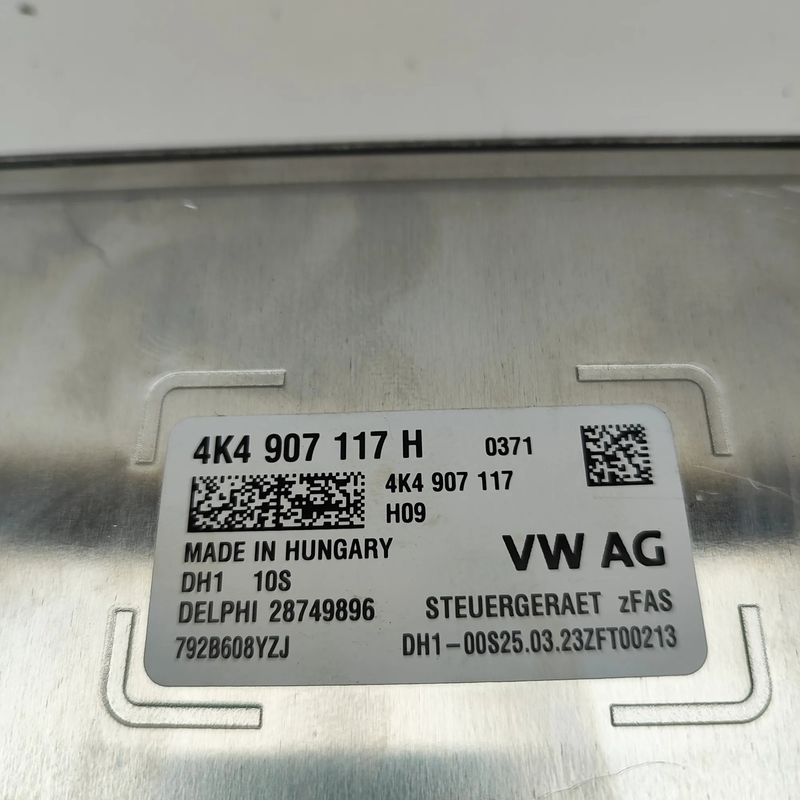 4K4 907 117 H 0371
4K4 907 117
H09
MADE IN HUNGARY
VW AG
DH1 10S
DELPHI 28749896 STEUERGERAET zFAS
792B608YZJ DH1-00S25.03.23ZFT00213